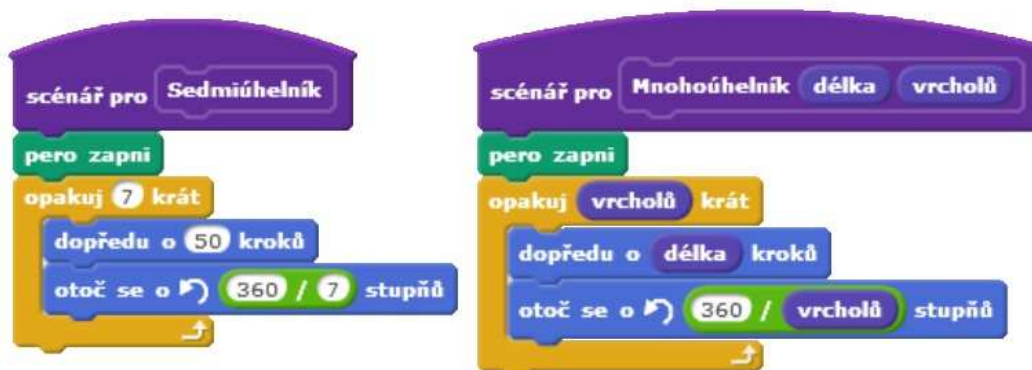 scénář pro Sedmiúhelník
pero zapni
opakuj 7 krát
dopředu o 50 kroků
otoč se o 360 / 7 stupňů
scénář pro Mnohoúhelník délka vrcholů
pero zapni
opakuj vrcholů krát
dopředu o délka kroků
otoč se o 360 / vrcholů stupňů